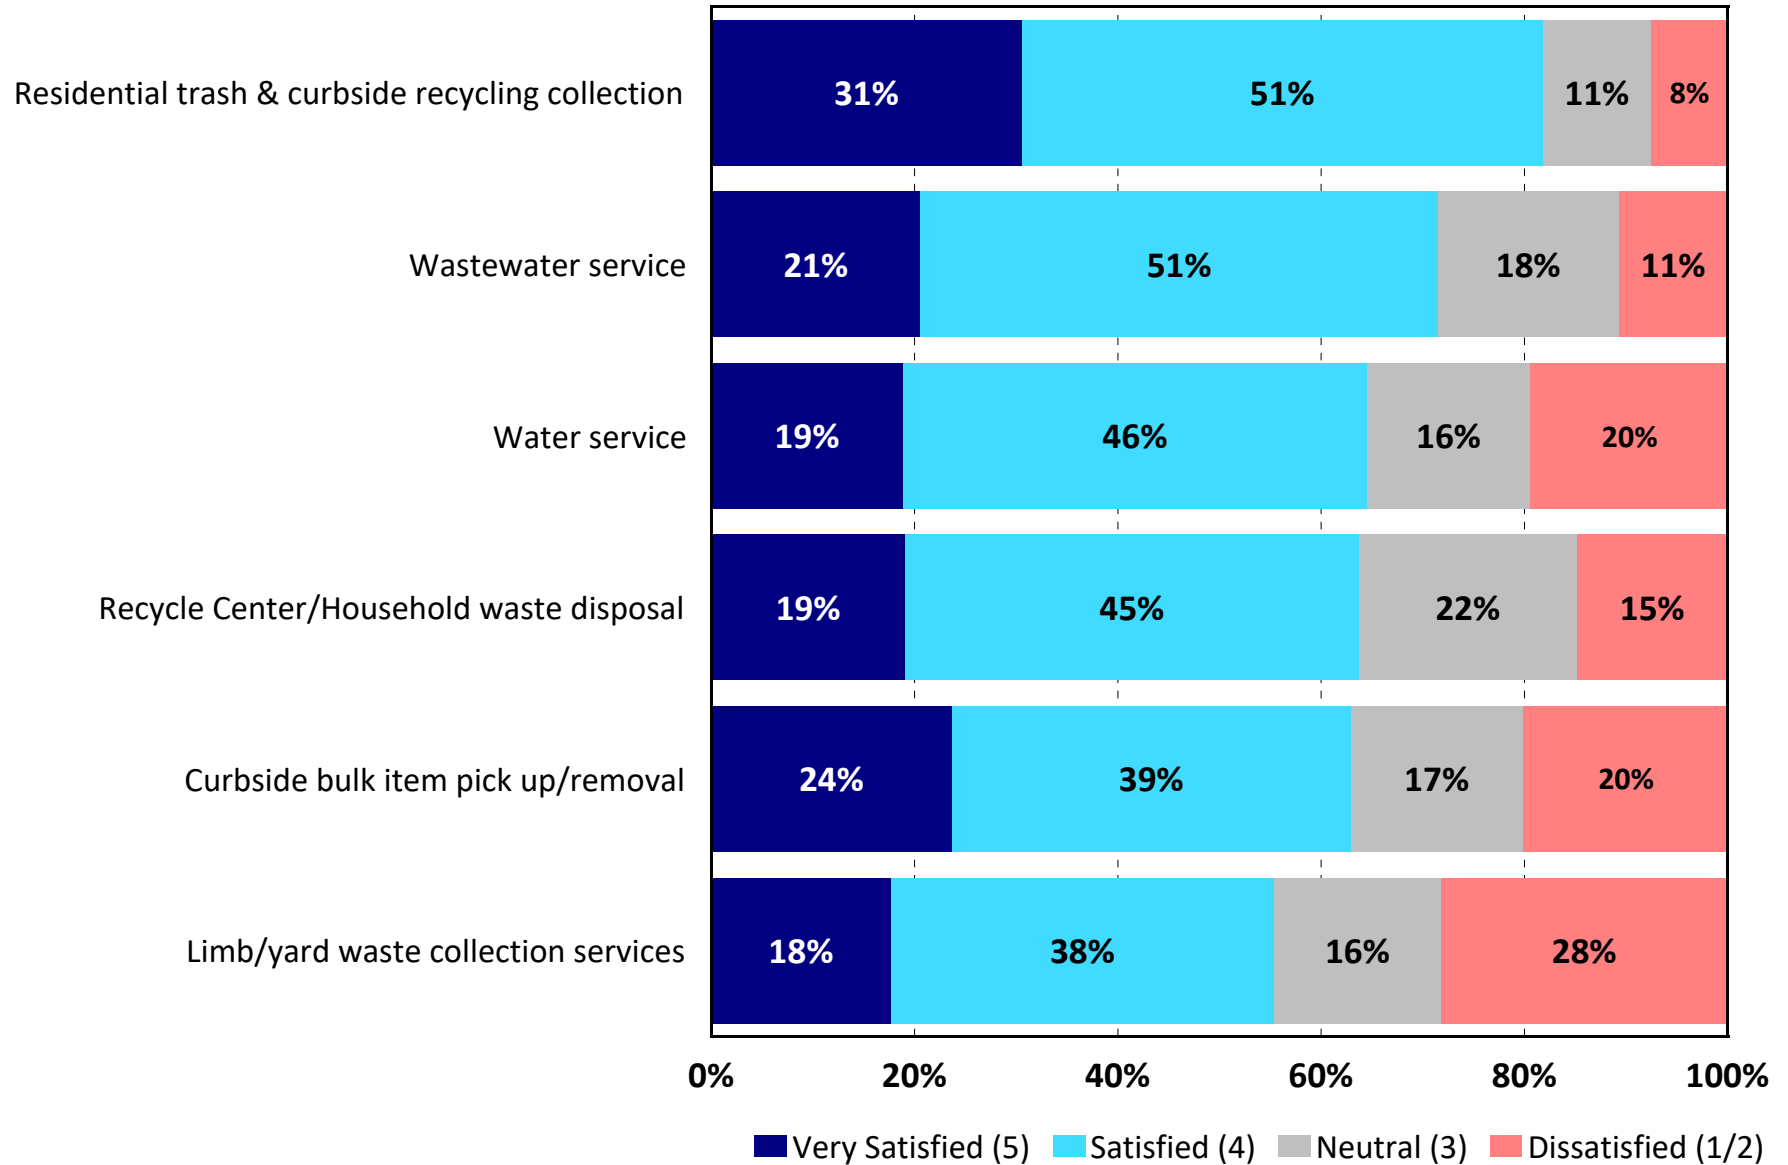 Residential trash & curbside recycling collection 31% 51% 11% 8%
Wastewater service 21% 51% 18% 11%
Water service 19% 46% 16% 20%
Recycle Center/Household waste disposal 19% 45% 22% 15%
Curbside bulk item pick up/removal 24% 39% 17% 20%
Limb/yard waste collection services 18% 38% 16% 28%
0% 20% 40% 60% 80% 100%
Very Satisfied (5) Satisfied (4) Neutral (3) Dissatisfied (1/2)